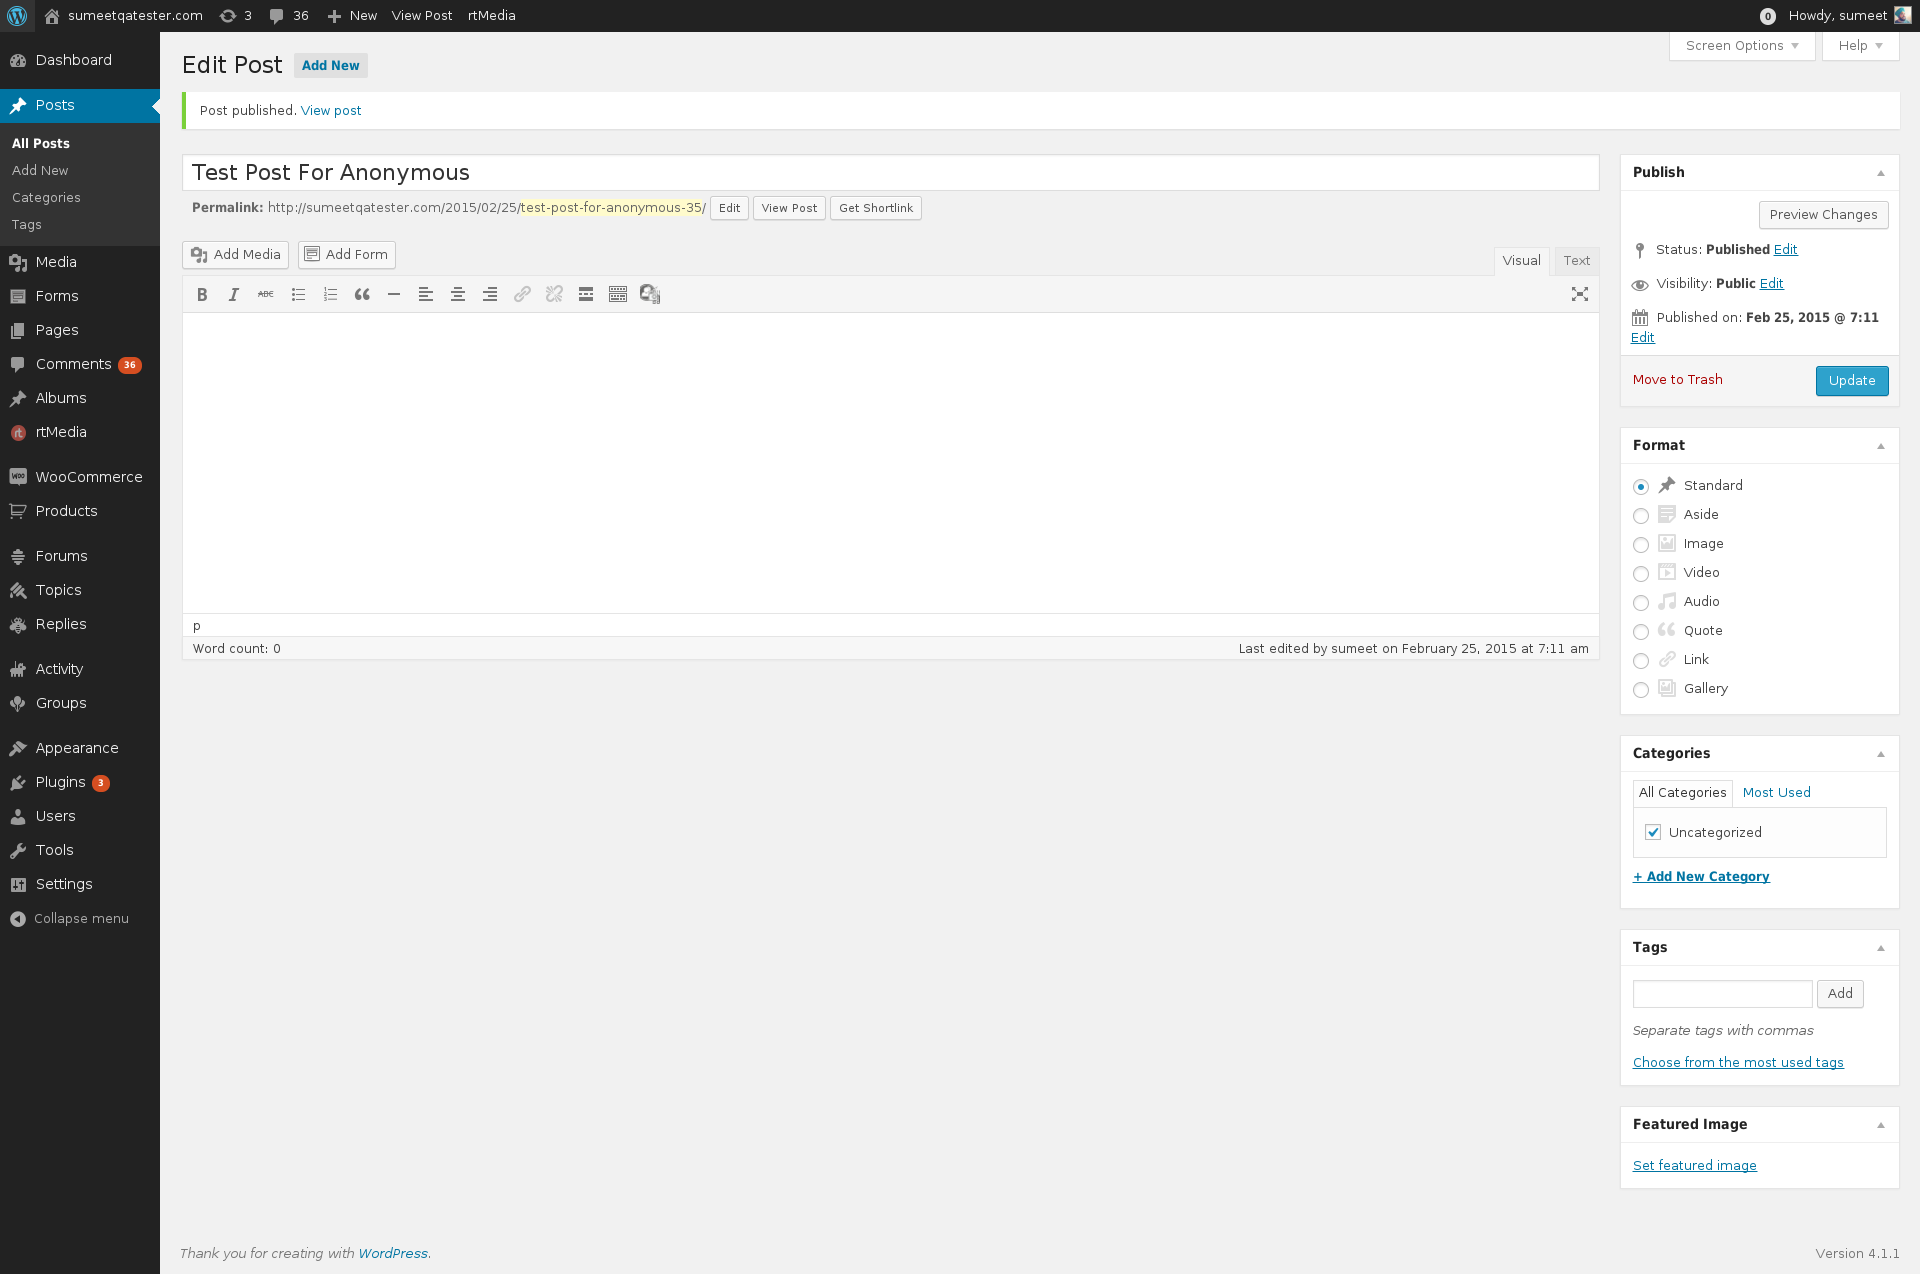 sumeetqatester.com 3 36 New View Post rtMedia 0 Howdy, sumeet
Dashboard
Posts
All Posts
Add New
Categories
Tags
Media
Forms
Pages
Comments 36
Albums
rtMedia
WooCommerce
Products
Forums
Topics
Replies
Activity
Groups
Appearance
Plugins 3
Users
Tools
Settings
Collapse menu
Screen Options Help
Edit Post Add New
Post published. View post
Test Post For Anonymous
Permalink: http://sumeetqatester.com/2015/02/25/test-post-for-anonymous-35/ Edit View Post Get Shortlink
Add Media Add Form Visual Text
B I ABC
p
Word count: 0 Last edited by sumeet on February 25, 2015 at 7:11 am
Publish
Preview Changes
Status: Published Edit
Visibility: Public Edit
Published on: Feb 25, 2015 @ 7:11
Edit
Move to Trash Update
Format
Standard
Aside
Image
Video
Audio
Quote
Link
Gallery
Categories
All Categories Most Used
Uncategorized
+ Add New Category
Tags
Add
Separate tags with commas
Choose from the most used tags
Featured Image
Set featured image
Thank you for creating with WordPress. Version 4.1.1